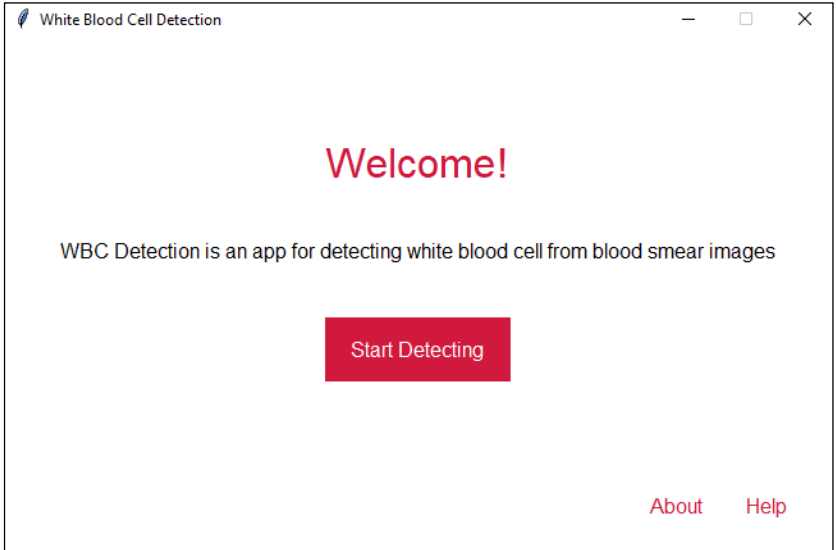 White Blood Cell Detection
Welcome!
WBC Detection is an app for detecting white blood cell from blood smear images
Start Detecting
About Help